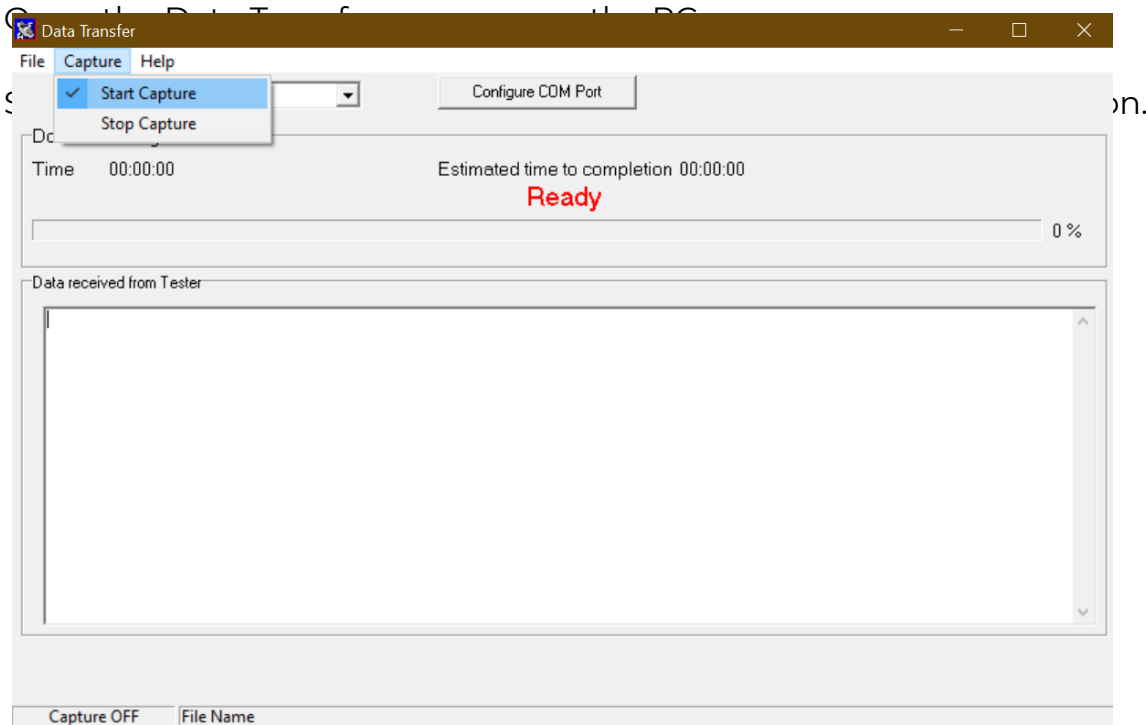 Data Transfer
File Capture Help
Start Capture
Configure COM Port
Stop Capture
Time 00:00:00 Estimated time to completion 00:00:00
Ready
0 %
Data received from Tester
Capture OFF File Name